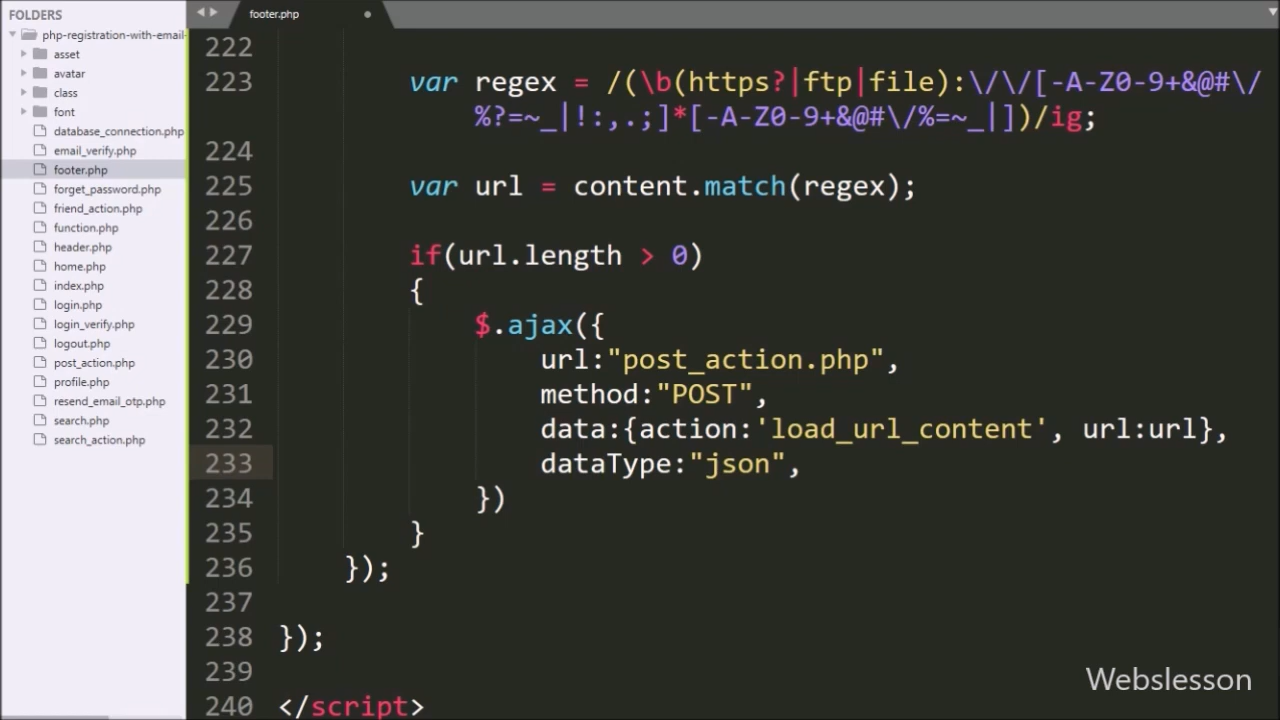 FOLDERS
php-registration-with-email-
asset
avatar
class
font
database_connection.php
email_verify.php
footer.php
forget_password.php
friend_action.php
function.php
header.php
home.php
index.php
login.php
login_verify.php
logout.php
post_action.php
profile.php
resend_email_otp.php
search.php
search_action.php
footer.php
222
223 var regex = /(\b(https?|ftp|file):\/\/[-A-Z0-9+&@#\/
%?=~_|!:,.;]*[-A-Z0-9+&@#\/%=~_|])/ig;
224
225 var url = content.match(regex);
226
227 if(url.length > 0)
228 {
229 $.ajax({
230 url:"post_action.php",
231 method:"POST",
232 data:{action:'load_url_content', url:url},
233 dataType:"json",
234 })
235 }
236 });
237
238 });
239
240 </script>
Webslesson